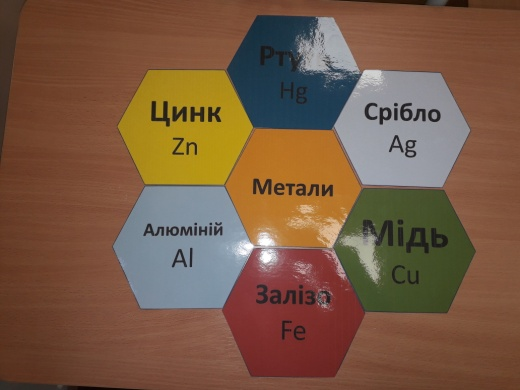 Hg
Цинк
Zn
Срібло
Ag
Метали
Алюміній
Al
Мідь
Cu
Залізо
Fe